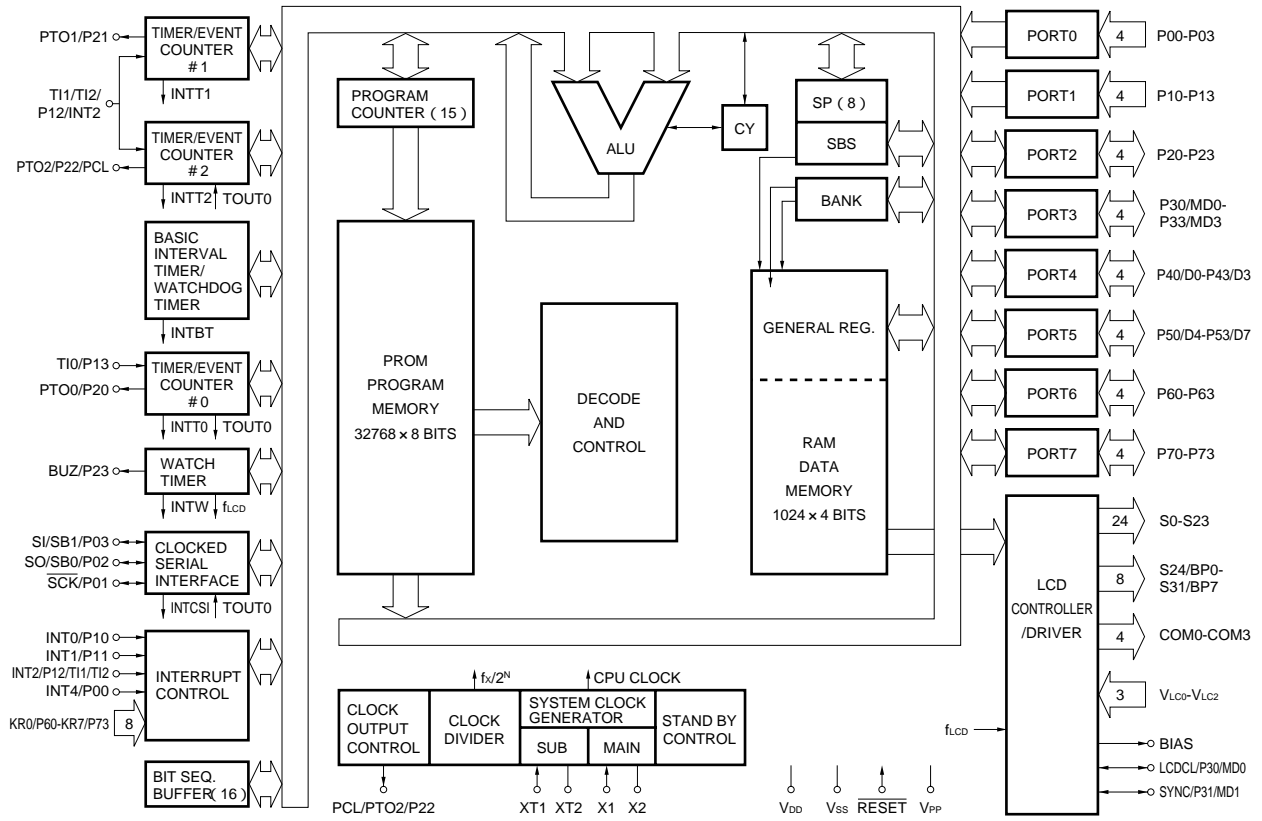 PTO1/P21
TIMER/EVENT
COUNTER
#1
INTT1
TI1/TI2/
P12/INT2
TIMER/EVENT
COUNTER
#2
PTO2/P22/PCL
INTT2
TOUT0
BASIC
INTERVAL
TIMER/
WATCHDOG
TIMER
INTBT
TI0/P13
PTO0/P20
TIMER/EVENT
COUNTER
#0
INTT0
TOUT0
BUZ/P23
WATCH
TIMER
INTW
fLCD
SI/SB1/P03
SO/SB0/P02
SCK/P01
CLOCKED
SERIAL
INTERFACE
INTCSI
TOUT0
INT0/P10
INT1/P11
INT2/P12/TI1/TI2
INT4/P00
KR0/P60-KR7/P73
8
INTERRUPT
CONTROL
BIT SEQ.
BUFFER(16)
PROGRAM
COUNTER(15)
ALU
CY
SP(8)
SBS
BANK
PROM
PROGRAM
MEMORY
32768×8 BITS
DECODE
AND
CONTROL
GENERAL REG.
RAM
DATA
MEMORY
1024×4 BITS
fX/2N
CPU CLOCK
CLOCK
OUTPUT
CONTROL
CLOCK
DIVIDER
SYSTEM CLOCK
GENERATOR
SUB
MAIN
STAND BY
CONTROL
PCL/PTO2/P22
XT1
XT2
X1
X2
VDD
VSS
RESET
VPP
PORT0
4
P00-P03
PORT1
4
P10-P13
PORT2
4
P20-P23
PORT3
4
P30/MD0-
P33/MD3
PORT4
4
P40/D0-P43/D3
PORT5
4
P50/D4-P53/D7
PORT6
4
P60-P63
PORT7
4
P70-P73
LCD
CONTROLLER
/DRIVER
24
S0-S23
8
S24/BP0-
S31/BP7
4
COM0-COM3
3
VLC0-VLC2
fLCD
BIAS
LCDCL/P30/MD0
SYNC/P31/MD1